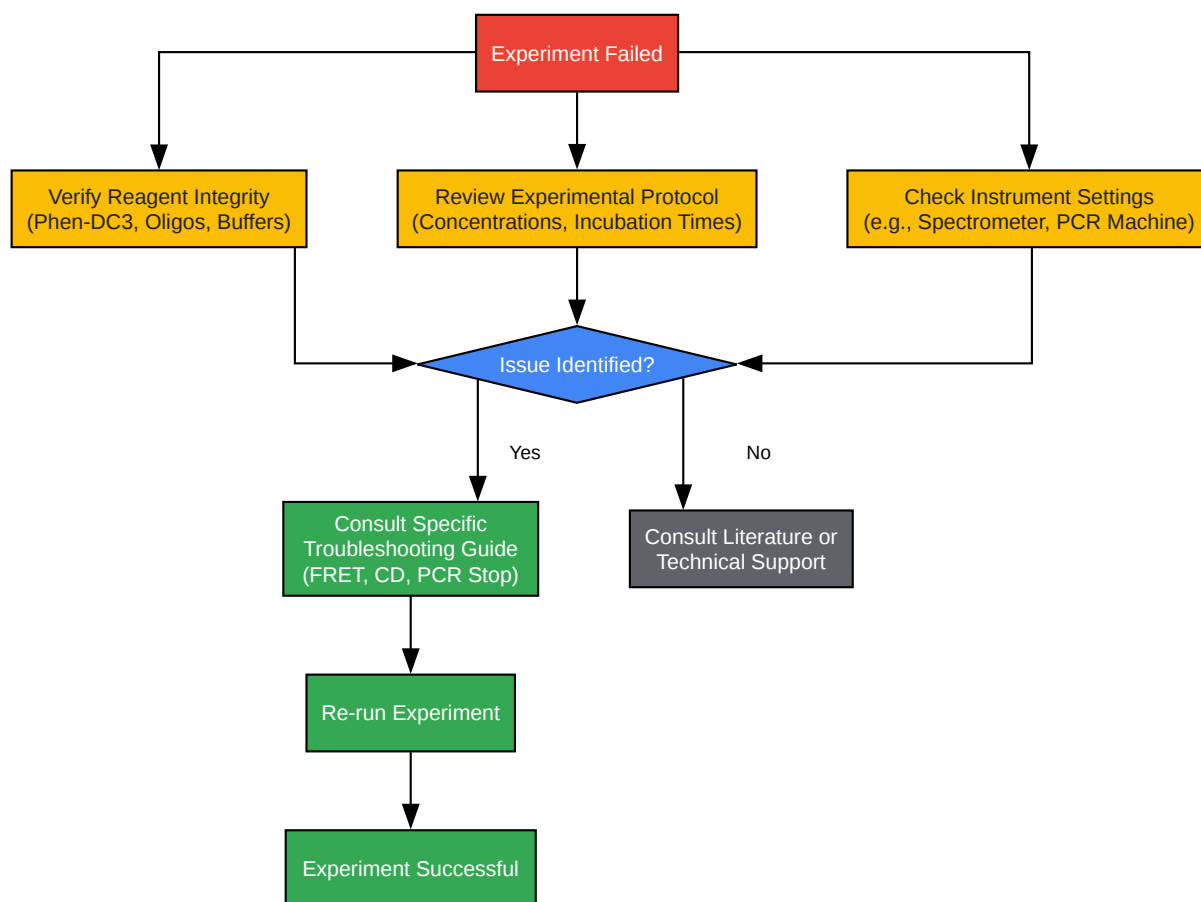 Experiment Failed
Verify Reagent Integrity
(Phen-DC3, Oligos, Buffers)
Review Experimental Protocol
(Concentrations, Incubation Times)
Check Instrument Settings
(e.g., Spectrometer, PCR Machine)
Issue Identified?
Yes
No
Consult Specific
Troubleshooting Guide
(FRET, CD, PCR Stop)
Consult Literature or
Technical Support
Re-run Experiment
Experiment Successful